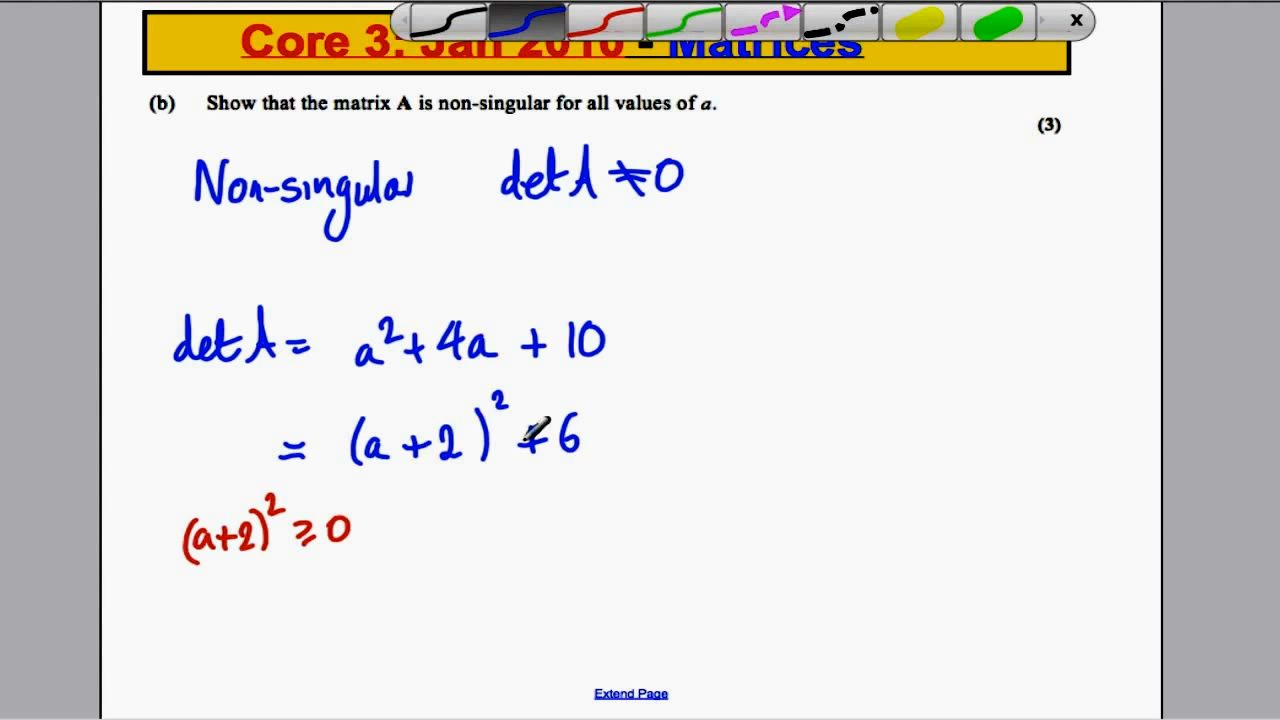 Core 3: Jan 2010 - Matrices
x
(b) Show that the matrix A is non-singular for all values of a.
(3)
Non-singular det A ≠ 0
det A = a² + 4a + 10
= (a + 2)² + 6
(a+2)² ≥ 0
Extend Page